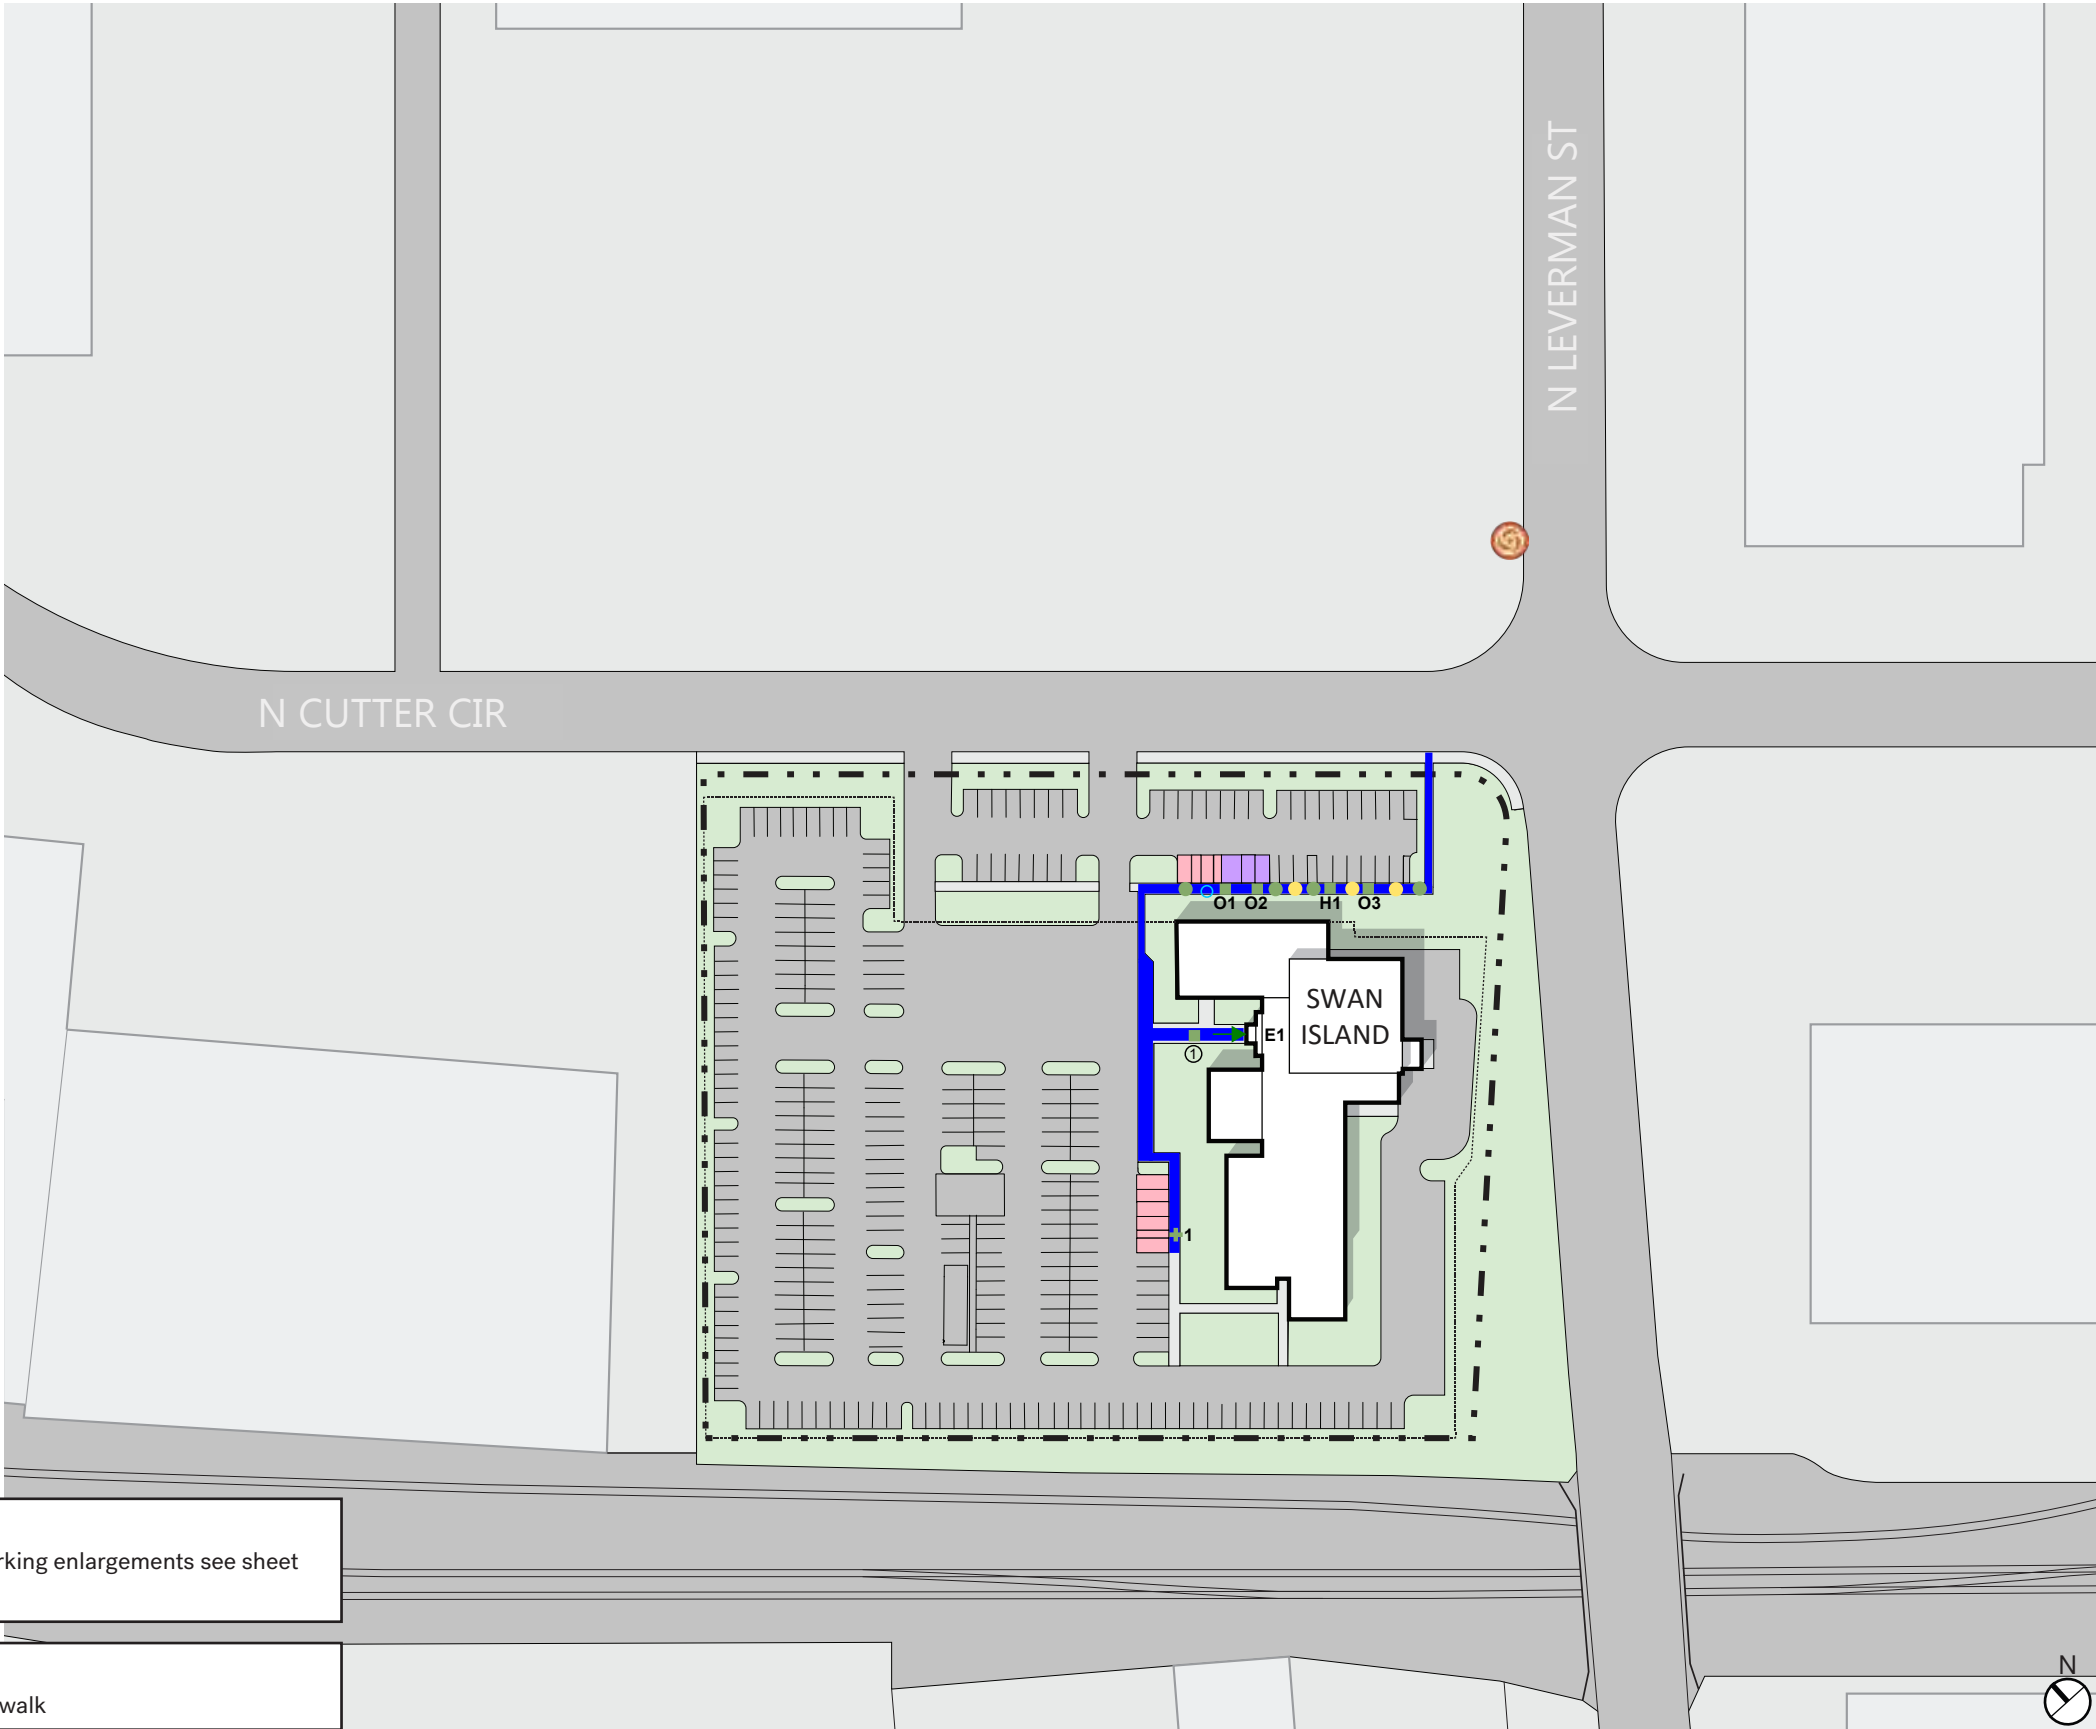 N LEVERMAN ST
N CUTTER CIR
O1 O2 H1 O3
SWAN
ISLAND
E1
1
1
rking enlargements see sheet
walk
N